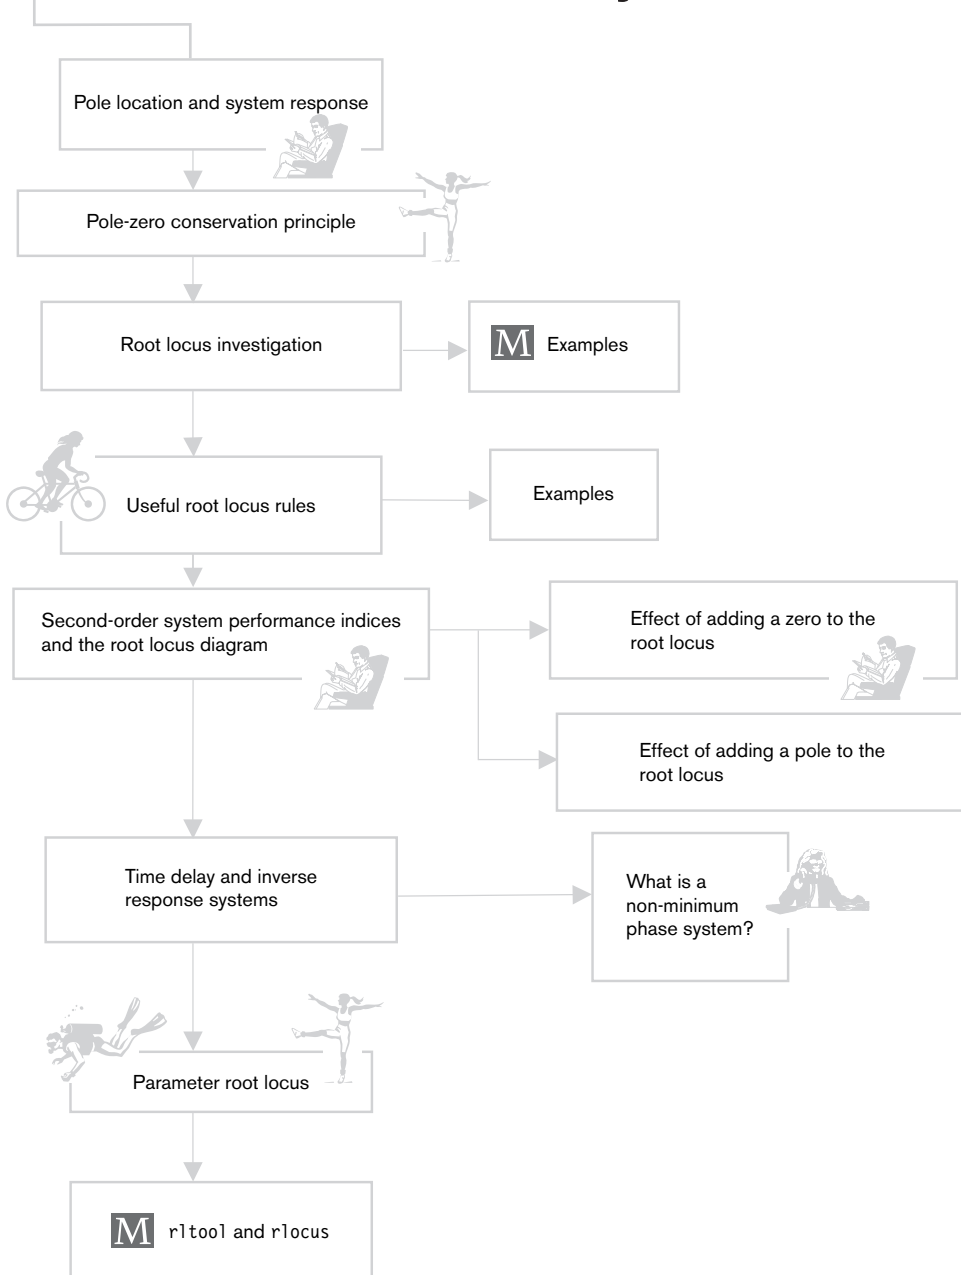 Pole location and system response
Pole-zero conservation principle
Root locus investigation
M Examples
Useful root locus rules
Examples
Second-order system performance indices
and the root locus diagram
Effect of adding a zero to the
root locus
Effect of adding a pole to the
root locus
Time delay and inverse
response systems
What is a
non-minimum
phase system?
Parameter root locus
M rltool and rlocus